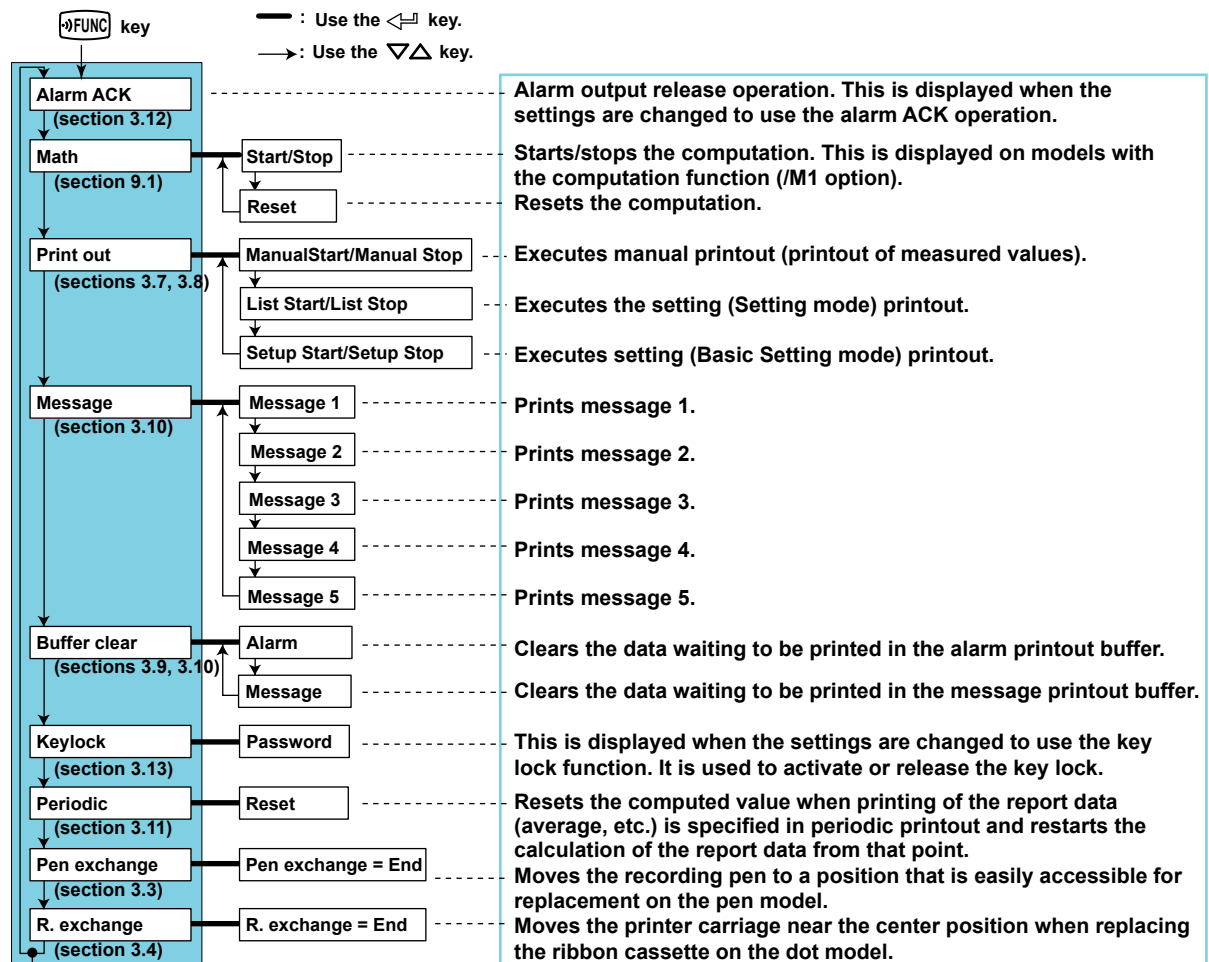 FUNC key
: Use the key.
: Use the ▽△ key.
Alarm ACK
(section 3.12)
Alarm output release operation. This is displayed when the
settings are changed to use the alarm ACK operation.
Math
(section 9.1)
Start/Stop
Starts/stops the computation. This is displayed on models with
the computation function (/M1 option).
Reset
Resets the computation.
Print out
(sections 3.7, 3.8)
ManualStart/Manual Stop
Executes manual printout (printout of measured values).
List Start/List Stop
Executes the setting (Setting mode) printout.
Setup Start/Setup Stop
Executes setting (Basic Setting mode) printout.
Message
(section 3.10)
Message 1
Prints message 1.
Message 2
Prints message 2.
Message 3
Prints message 3.
Message 4
Prints message 4.
Message 5
Prints message 5.
Buffer clear
(sections 3.9, 3.10)
Alarm
Clears the data waiting to be printed in the alarm printout buffer.
Message
Clears the data waiting to be printed in the message printout buffer.
Keylock
(section 3.13)
Password
This is displayed when the settings are changed to use the key
lock function. It is used to activate or release the key lock.
Periodic
(section 3.11)
Reset
Resets the computed value when printing of the report data
(average, etc.) is specified in periodic printout and restarts the
calculation of the report data from that point.
Pen exchange
(section 3.3)
Pen exchange = End
Moves the recording pen to a position that is easily accessible for
replacement on the pen model.
R. exchange
(section 3.4)
R. exchange = End
Moves the printer carriage near the center position when replacing
the ribbon cassette on the dot model.